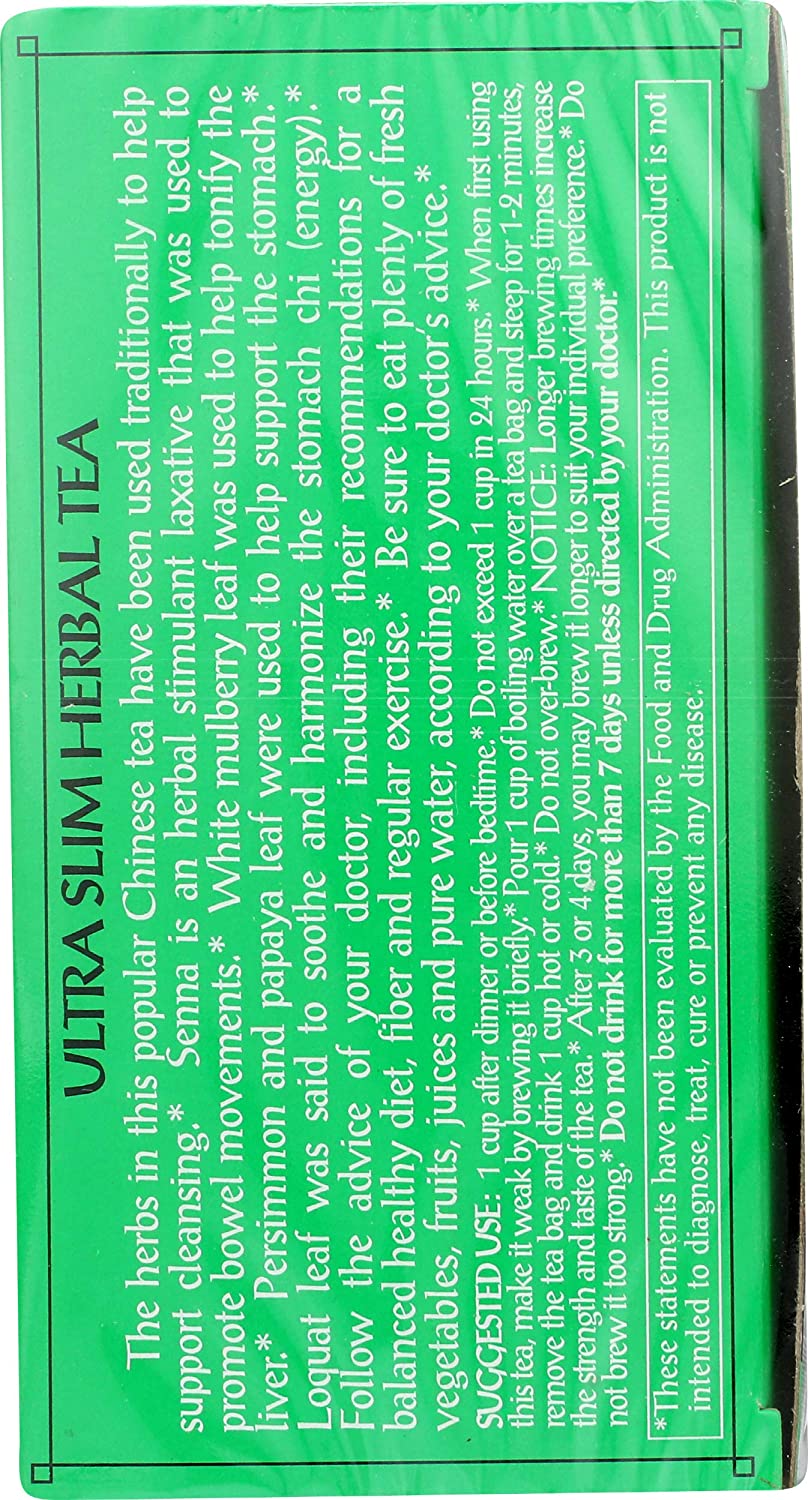 ULTRA SLIM HERBAL TEA
The herbs in this popular Chinese tea have been used traditionally to help
support cleansing.* Senna is an herbal stimulant laxative that was used to
promote bowel movements.* White mulberry leaf was used to help tonify the
liver.* Persimmon and papaya leaf were used to help support the stomach.*
Loquat leaf was said to soothe and harmonize the stomach chi (energy).*
Follow the advice of your doctor, including their recommendations for a
balanced healthy diet, fiber and regular exercise.* Be sure to eat plenty of fresh
vegetables, fruits, juices and pure water, according to your doctor's advice.*
SUGGESTED USE: 1 cup after dinner or before bedtime.* Do not exceed 1 cup in 24 hours.* When first using
this tea, make it weak by brewing it briefly.* Pour 1 cup of boiling water over a tea bag and steep for 1-2 minutes,
remove the tea bag and drink 1 cup hot or cold.* Do not over-brew.* NOTICE: Longer brewing times increase
the strength and taste of the tea.* After 3 or 4 days, you may brew it longer to suit your individual preference.* Do
not brew it too strong.* Do not drink for more than 7 days unless directed by your doctor.*
*These statements have not been evaluated by the Food and Drug Administration. This product is not
intended to diagnose, treat, cure or prevent any disease.